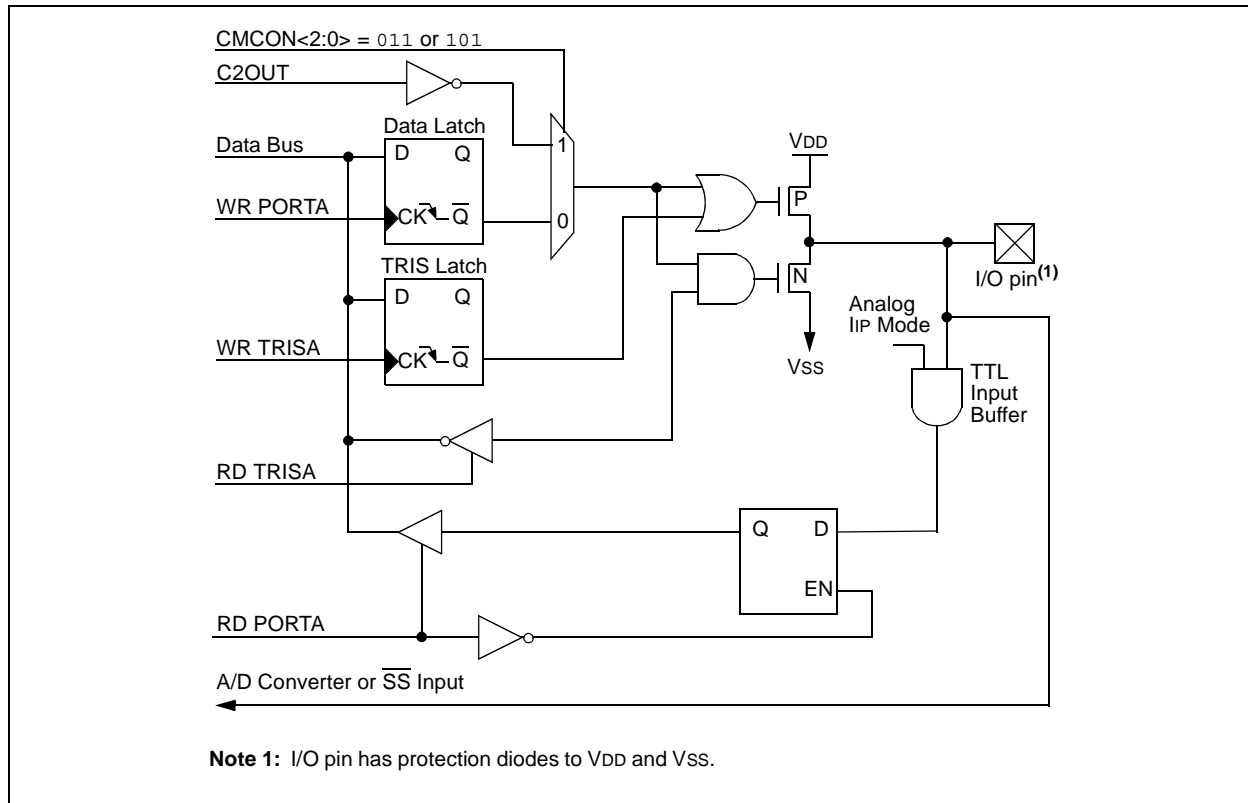 CMCON<2:0> = 011 or 101
C2OUT
Data Latch
Data Bus
D Q
1
VDD
WR PORTA
CK Q̅
0
P
TRIS Latch
N
D Q
I/O pin(1)
Analog
IIP Mode
WR TRISA
CK Q̅
VSS
TTL
Input
Buffer
RD TRISA
Q D
EN
RD PORTA
A/D Converter or S̅S̅ Input
Note 1: I/O pin has protection diodes to VDD and VSS.